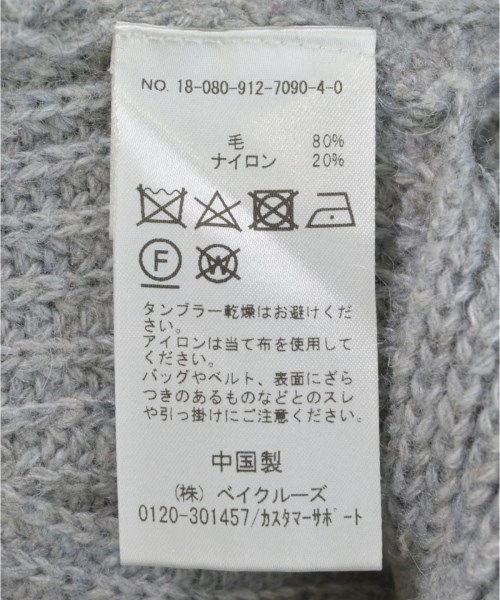 NO. 18-080-912-7090-4-0
毛 80%
ナイロン 20%
F W
タンブラー乾燥はお避けくだ
さい。
アイロンは当て布を使用して
ください。
バッグやベルト、表面にざら
つきのあるものなどとのスレ
や引っ掛けにご注意ください。
中国製
(株) ベイクルーズ
0120-301457/カスタマーサポート